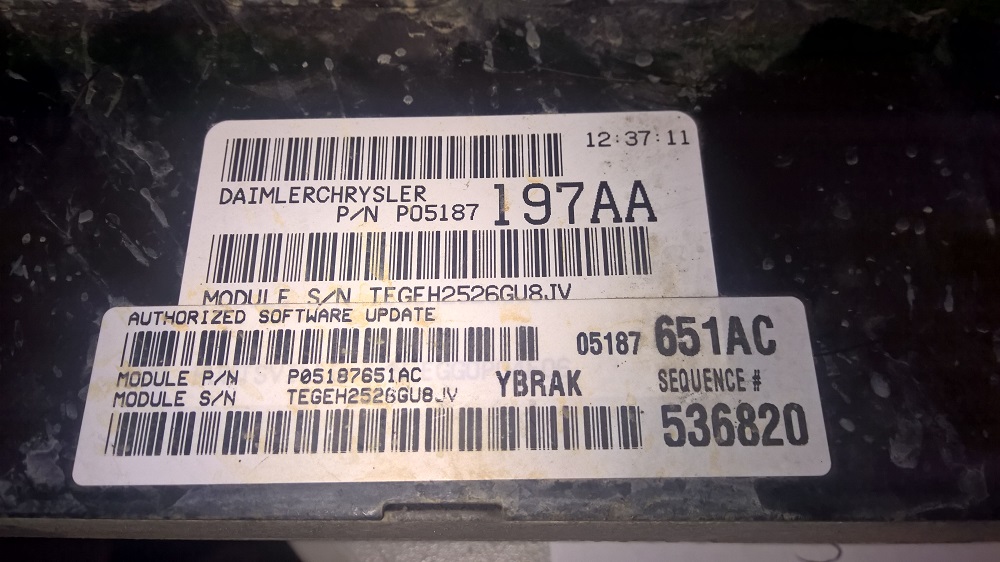 12:37:11
DAIMLERCHRYSLER
P/N P05187 197AA
MODULE S/N TEGEH2526GU8JV
AUTHORIZED SOFTWARE UPDATE
05187 651AC
MODULE P/N P05187651AC
YBRAK SEQUENCE #
MODULE S/N TEGEH2526GU8JV
536820